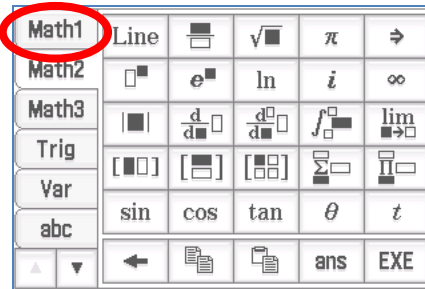 Math1 Line √ π ⇒
Math2 e ln i ∞
Math3 | | d/d d/d ∫ lim
Trig [ ] [ ] [ ] Σ Π
Var sin cos tan θ t
abc ans EXE